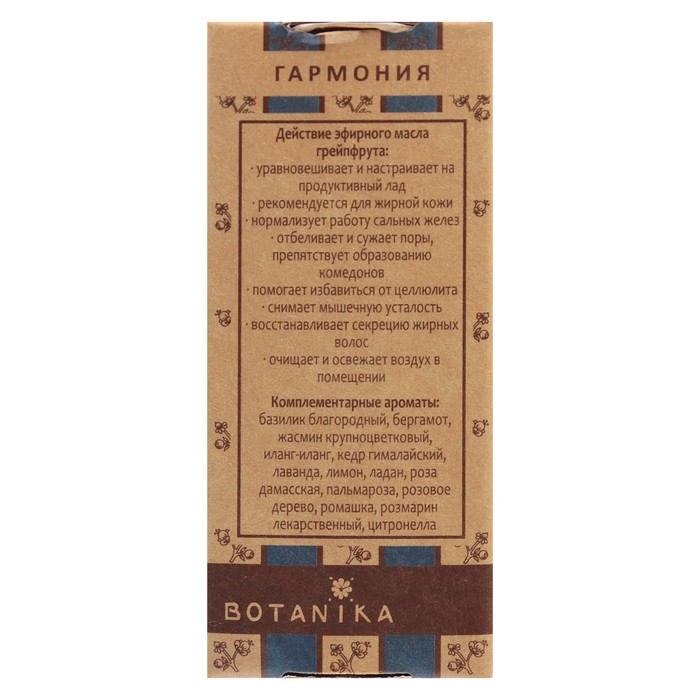 ГАРМОНИЯ
Действие эфирного масла
грейпфрута:
· уравновешивает и настраивает на
продуктивный лад
· рекомендуется для жирной кожи
· нормализует работу сальных желез
· отбеливает и сужает поры,
препятствует образованию
комедонов
· помогает избавиться от целлюлита
· снимает мышечную усталость
· восстанавливает секрецию жирных
волос
· очищает и освежает воздух в
помещении
Комплементарные ароматы:
базилик благородный, бергамот,
жасмин крупноцветковый,
иланг-иланг, кедр гималайский,
лаванда, лимон, ладан, роза
дамасская, пальмароза, розовое
дерево, ромашка, розмарин
лекарственный, цитронелла
BOTANIKA